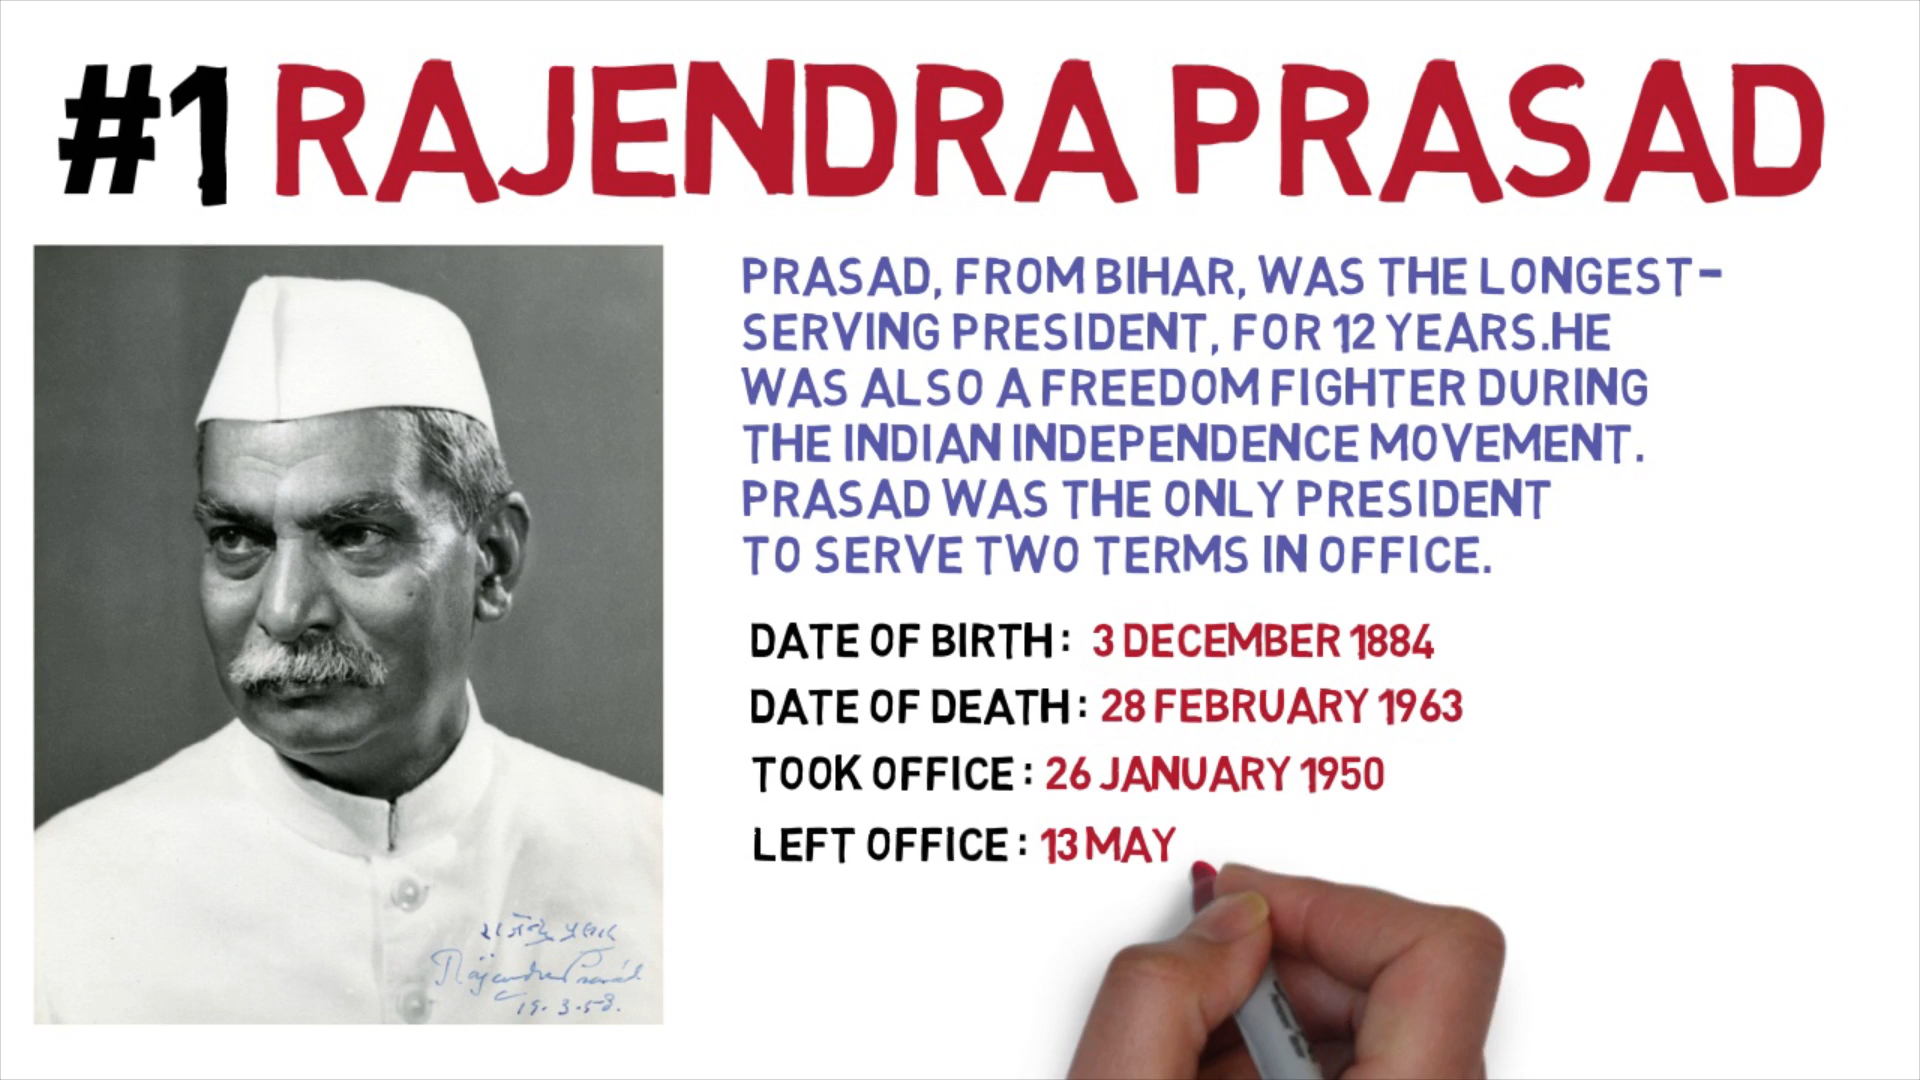 #1 RAJENDRA PRASAD
PRASAD, FROM BIHAR, WAS THE LONGEST-
SERVING PRESIDENT, FOR 12 YEARS.HE
WAS ALSO A FREEDOM FIGHTER DURING
THE INDIAN INDEPENDENCE MOVEMENT.
PRASAD WAS THE ONLY PRESIDENT
TO SERVE TWO TERMS IN OFFICE.
DATE OF BIRTH: 3 DECEMBER 1884
DATE OF DEATH: 28 FEBRUARY 1963
TOOK OFFICE: 26 JANUARY 1950
LEFT OFFICE: 13 MAY
Rajendra Prasad